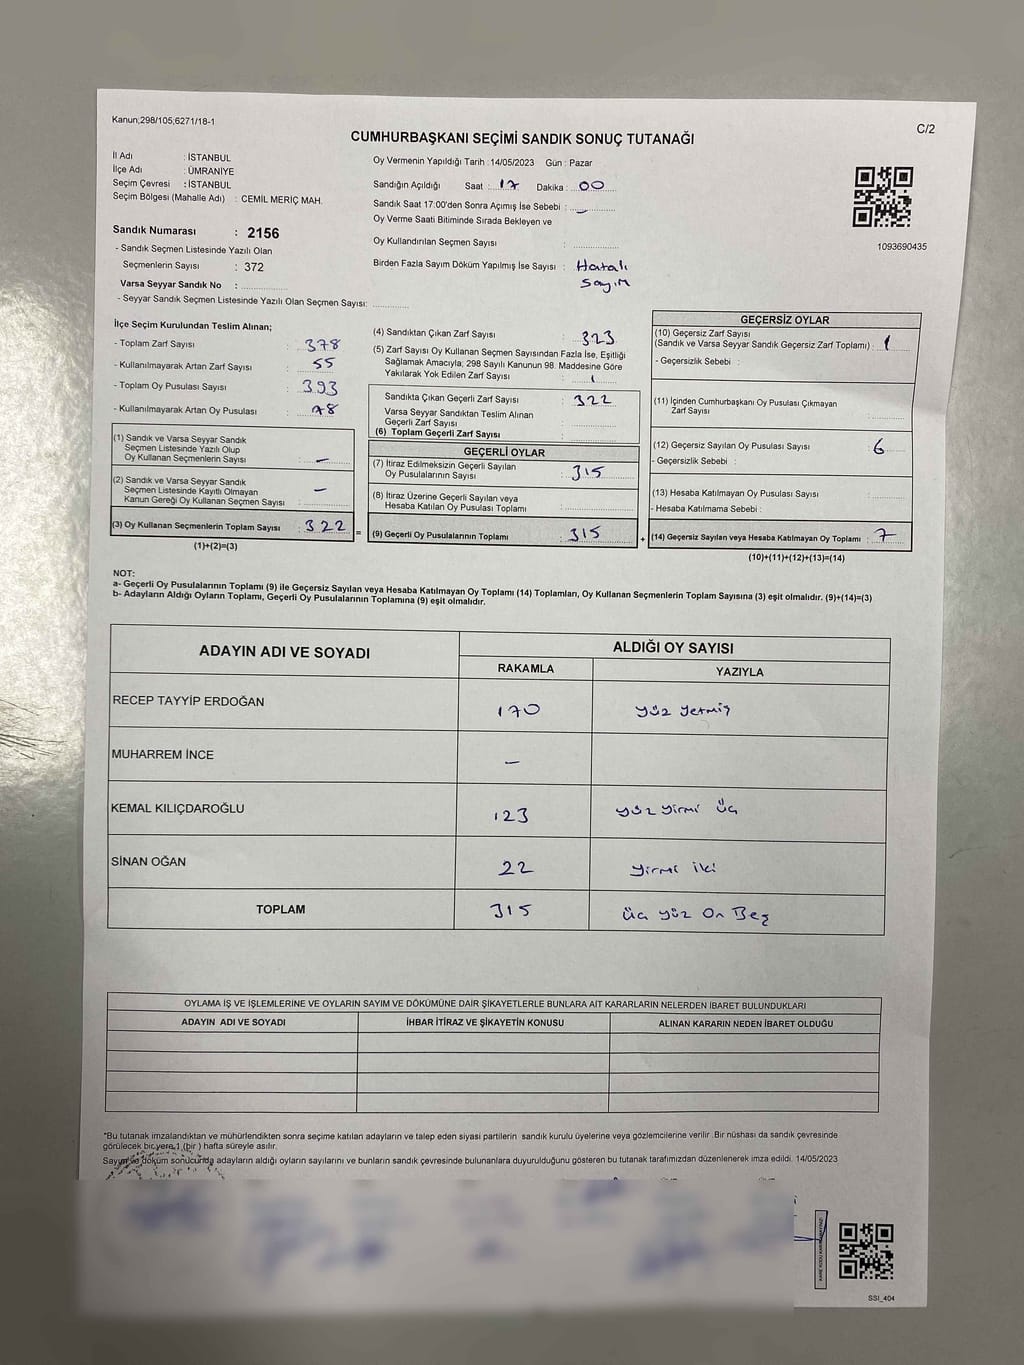 Kanun;298/105,6271/18-1
C/2
CUMHURBAŞKANI SEÇİMİ SANDIK SONUÇ TUTANAĞI
İl Adı : İSTANBUL
İlçe Adı : ÜMRANİYE
Seçim Çevresi : İSTANBUL
Seçim Bölgesi (Mahalle Adı) : CEMİL MERİÇ MAH.
Sandık Numarası : 2156
- Sandık Seçmen Listesinde Yazılı Olan
Seçmenlerin Sayısı : 372
Varsa Seyyar Sandık No :
- Seyyar Sandık Seçmen Listesinde Yazılı Olan Seçmen Sayısı:
Oy Vermenin Yapıldığı Tarih :14/05/2023 Gün : Pazar
Sandığın Açıldığı Saat : 17 Dakika : 00
Sandık Saat 17:00'den Sonra Açımış İse Sebebi : -
Oy Verme Saati Bitiminde Sırada Bekleyen ve
Oy Kullandırılan Seçmen Sayısı :
Birden Fazla Sayım Döküm Yapılmış İse Sayısı : Hatalı
Sayım
1093690435
İlçe Seçim Kurulundan Teslim Alınan;
- Toplam Zarf Sayısı : 378
- Kullanılmayarak Artan Zarf Sayısı : 55
- Toplam Oy Pusulası Sayısı : 393
- Kullanılmayarak Artan Oy Pusulası : 78
(1) Sandık ve Varsa Seyyar Sandık
Seçmen Listesinde Yazılı Olup
Oy Kullanan Seçmenlerin Sayısı : -
(2) Sandık ve Varsa Seyyar Sandık
Seçmen Listesinde Kayıtlı Olmayan
Kanun Gereği Oy Kullanan Seçmen Sayısı : -
(3) Oy Kullanan Seçmenlerin Toplam Sayısı : 322
(1)+(2)=(3)
(4) Sandıktan Çıkan Zarf Sayısı : 323
(5) Zarf Sayısı Oy Kullanan Seçmen Sayısından Fazla İse, Eşitliği
Sağlamak Amacıyla; 298 Sayılı Kanunun 98. Maddesine Göre
Yakılarak Yok Edilen Zarf Sayısı : 1
Sandıkta Çıkan Geçerli Zarf Sayısı : 322
Varsa Seyyar Sandıktan Teslim Alınan
Geçerli Zarf Sayısı :
(6) Toplam Geçerli Zarf Sayısı :
GEÇERLİ OYLAR
(7) İtiraz Edilmeksizin Geçerli Sayılan
Oy Pusulalarının Sayısı : 315
(8) İtiraz Üzerine Geçerli Sayılan veya
Hesaba Katılan Oy Pusulası Toplamı :
= (9) Geçerli Oy Pusulalarının Toplamı : 315 +
GEÇERSİZ OYLAR
(10) Geçersiz Zarf Sayısı
(Sandık ve Varsa Seyyar Sandık Geçersiz Zarf Toplamı) : 1
- Geçersizlik Sebebi :
(11) İçinden Cumhurbaşkanı Oy Pusulası Çıkmayan
Zarf Sayısı :
(12) Geçersiz Sayılan Oy Pusulası Sayısı : 6
- Geçersizlik Sebebi :
(13) Hesaba Katılmayan Oy Pusulası Sayısı :
- Hesaba Katılmama Sebebi :
(14) Geçersiz Sayılan veya Hesaba Katılmayan Oy Toplamı : 7
(10)+(11)+(12)+(13)=(14)
NOT:
a- Geçerli Oy Pusulalarının Toplamı (9) ile Geçersiz Sayılan veya Hesaba Katılmayan Oy Toplamı (14) Toplamları, Oy Kullanan Seçmenlerin Toplam Sayısına (3) eşit olmalıdır. (9)+(14)=(3)
b- Adayların Aldığı Oyların Toplamı, Geçerli Oy Pusulalarının Toplamına (9) eşit olmalıdır.
ADAYIN ADI VE SOYADI ALDIĞI OY SAYISI
RAKAMLA YAZIYLA
RECEP TAYYİP ERDOĞAN 170 yüz yetmiş
MUHARREM İNCE -
KEMAL KILIÇDAROĞLU 123 yüz yirmi üç
SİNAN OĞAN 22 yirmi iki
TOPLAM 315 üç yüz On Beş
OYLAMA İŞ VE İŞLEMLERİNE VE OYLARIN SAYIM VE DÖKÜMÜNE DAİR ŞİKAYETLERLE BUNLARA AİT KARARLARIN NELERDEN İBARET BULUNDUKLARI
ADAYIN ADI VE SOYADI İHBAR İTİRAZ VE ŞİKAYETİN KONUSU ALINAN KARARIN NEDEN İBARET OLDUĞU
*Bu tutanak imzalandıktan ve mühürlendikten sonra seçime katılan adayların ve talep eden siyasi partilerin sandık kurulu üyelerine veya gözlemcilerine verilir .Bir nüshası da sandık çevresinde
görülecek bir yere 1 (bir ) hafta süreyle asılır.
Sayım ve döküm sonucunda adayların aldığı oyların sayılarını ve bunların sandık çevresinde bulunanlara duyurulduğunu gösteren bu tutanak tarafımızdan düzenlenerek imza edildi. 14/05/2023
SSI_404